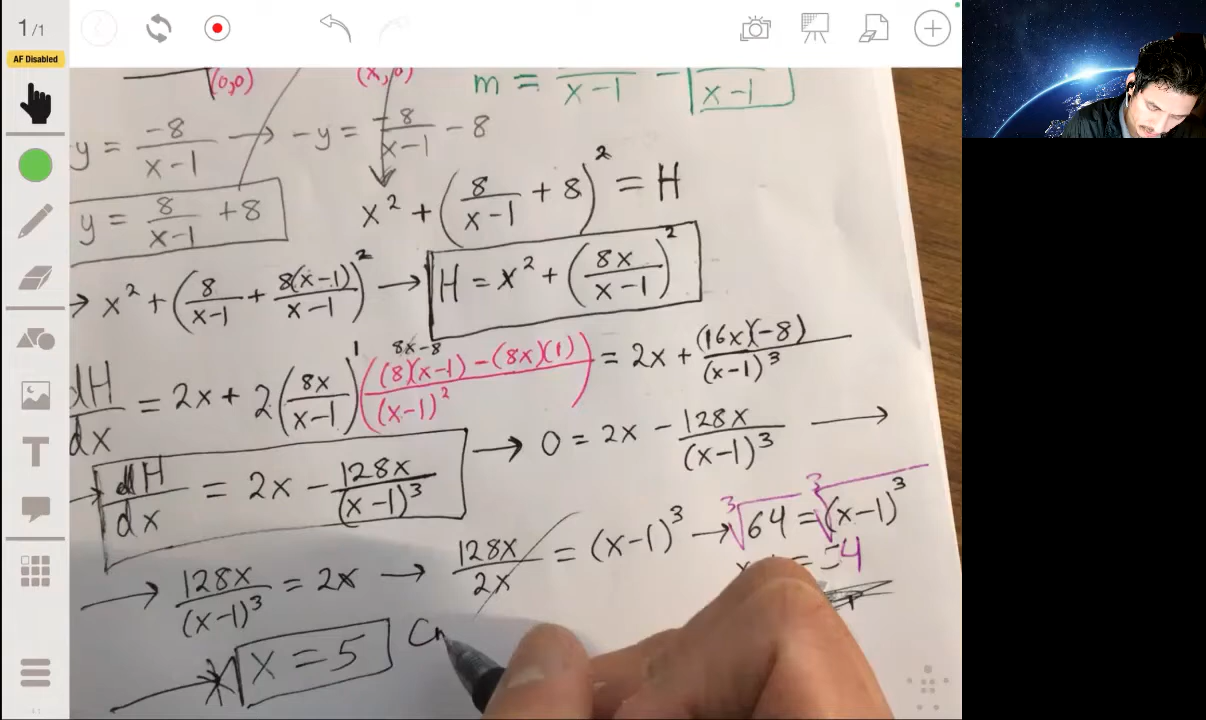 1/1
AF Disabled
(0,0)
(x, 0)
m = x-1 - x-1
y = -8/(x-1) → -y = -8/(x-1) - 8
y = 8/(x-1) + 8
x² + (8/(x-1) + 8)² = H
→ x² + (8/(x-1) + 8(x-1)/(x-1))² → H = x² + (8x/(x-1))²
8x-8
dH/dx = 2x + 2(8x/(x-1))¹((8)(x-1) - (8x)(1)/(x-1)²) = 2x + (16x)(-8)/(x-1)³
→ dH/dx = 2x - 128x/(x-1)³ → 0 = 2x - 128x/(x-1)³ →
→ 128x/(x-1)³ = 2x → 128x/2x = (x-1)³ → ³√64 = ³√(x-1)³
= 54
→ x = 5
T